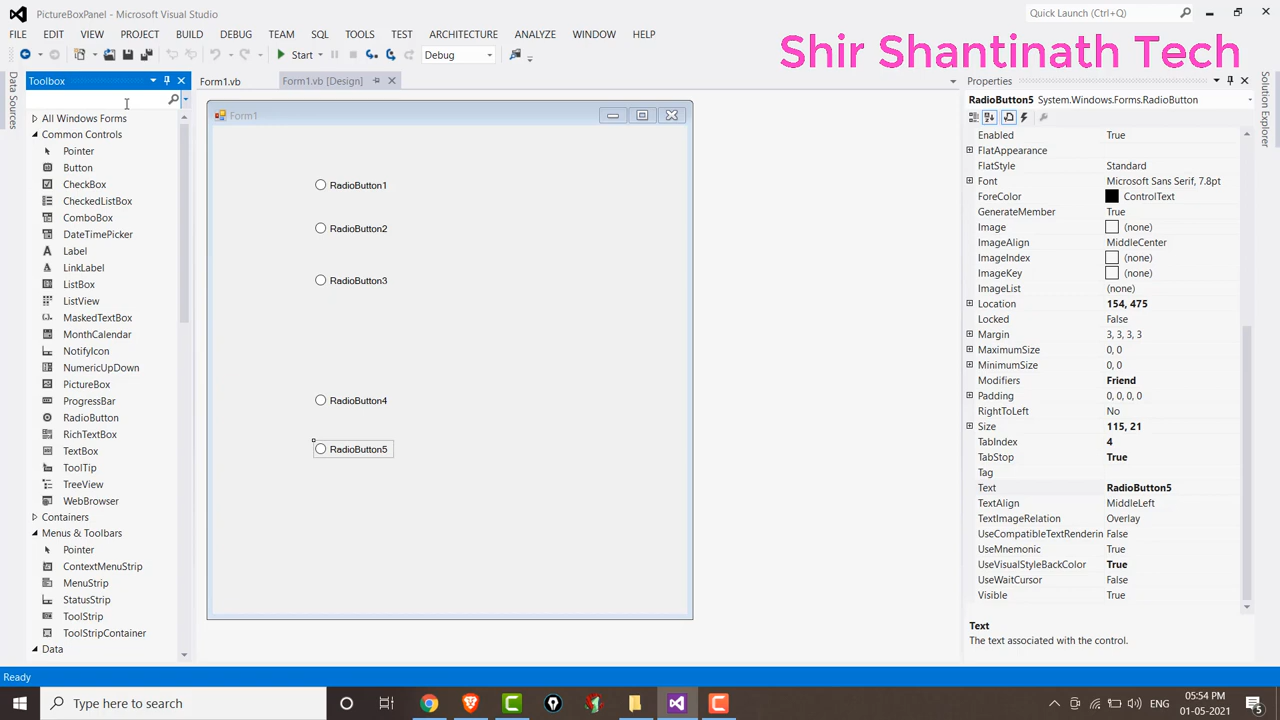 PictureBoxPanel - Microsoft Visual Studio
Quick Launch (Ctrl+Q)
FILE EDIT VIEW PROJECT BUILD DEBUG TEAM SQL TOOLS TEST ARCHITECTURE ANALYZE WINDOW HELP
Shir Shantinath Tech
Start
Debug
Data Sources
Toolbox
All Windows Forms
Common Controls
Pointer
Button
CheckBox
CheckedListBox
ComboBox
DateTimePicker
Label
LinkLabel
ListBox
ListView
MaskedTextBox
MonthCalendar
NotifyIcon
NumericUpDown
PictureBox
ProgressBar
RadioButton
RichTextBox
TextBox
ToolTip
TreeView
WebBrowser
Containers
Menus & Toolbars
Pointer
ContextMenuStrip
MenuStrip
StatusStrip
ToolStrip
ToolStripContainer
Data
Form1.vb
Form1.vb [Design]
Form1
RadioButton1
RadioButton2
RadioButton3
RadioButton4
RadioButton5
Properties
RadioButton5 System.Windows.Forms.RadioButton
Enabled True
FlatAppearance
FlatStyle Standard
Font Microsoft Sans Serif, 7.8pt
ForeColor ControlText
GenerateMember True
Image (none)
ImageAlign MiddleCenter
ImageIndex (none)
ImageKey (none)
ImageList (none)
Location 154, 475
Locked False
Margin 3, 3, 3, 3
MaximumSize 0, 0
MinimumSize 0, 0
Modifiers Friend
Padding 0, 0, 0, 0
RightToLeft No
Size 115, 21
TabIndex 4
TabStop True
Tag
Text RadioButton5
TextAlign MiddleLeft
TextImageRelation Overlay
UseCompatibleTextRenderin False
UseMnemonic True
UseVisualStyleBackColor True
UseWaitCursor False
Visible True
Text
The text associated with the control.
Solution Explorer
Ready
Type here to search
ENG
05:54 PM
01-05-2021
5